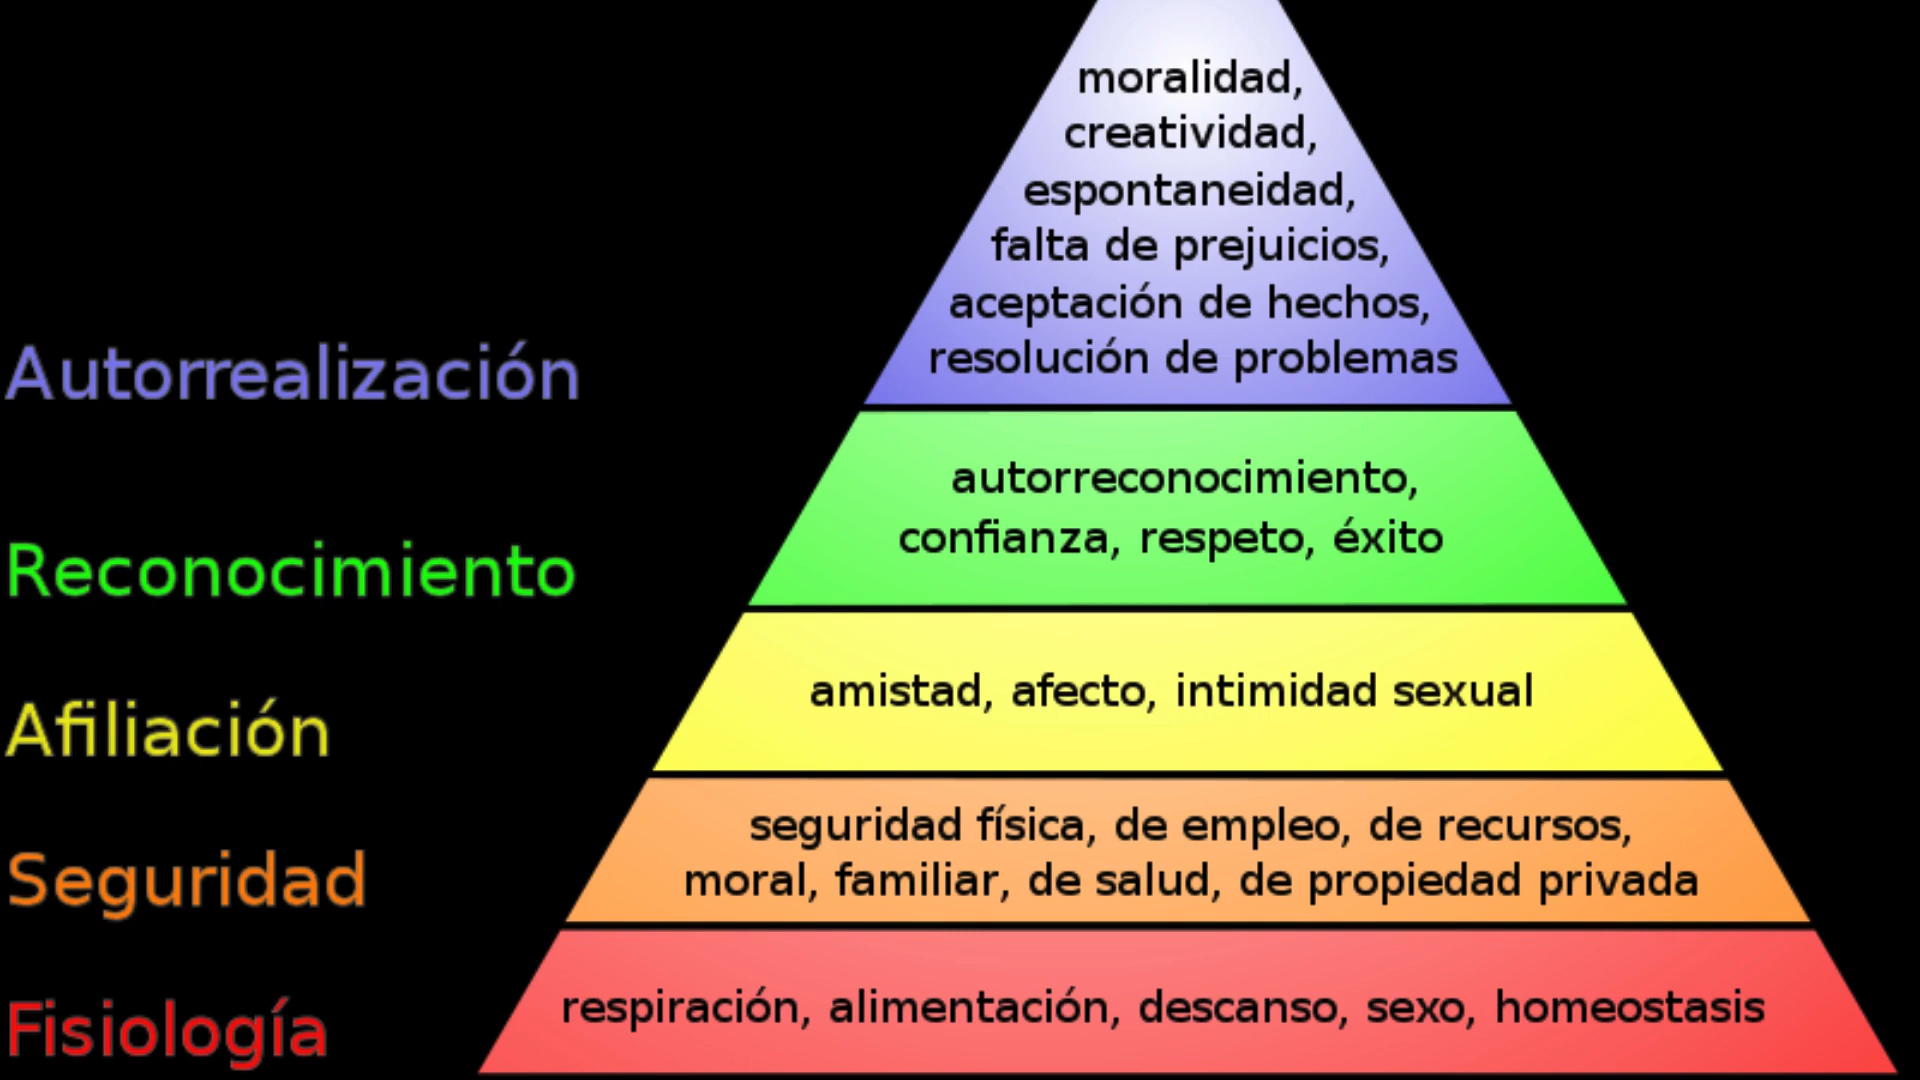 moralidad,
creatividad,
espontaneidad,
falta de prejuicios,
aceptación de hechos,
resolución de problemas
Autorrealización
autorreconocimiento,
confianza, respeto, éxito
Reconocimiento
amistad, afecto, intimidad sexual
Afiliación
seguridad física, de empleo, de recursos,
moral, familiar, de salud, de propiedad privada
Seguridad
respiración, alimentación, descanso, sexo, homeostasis
Fisiología